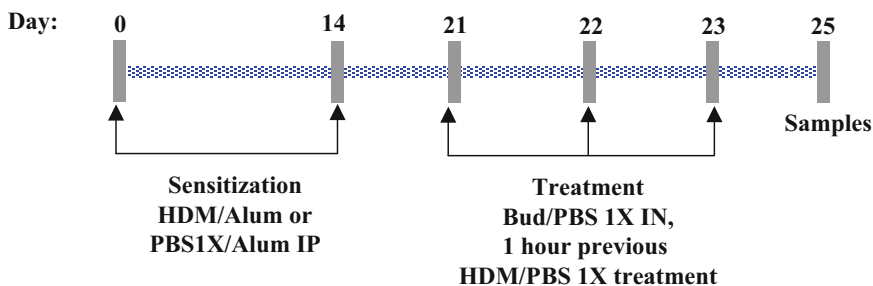 Day: 0 14 21 22 23 25
Samples
Sensitization
HDM/Alum or
PBS1X/Alum IP
Treatment
Bud/PBS 1X IN,
1 hour previous
HDM/PBS 1X treatment